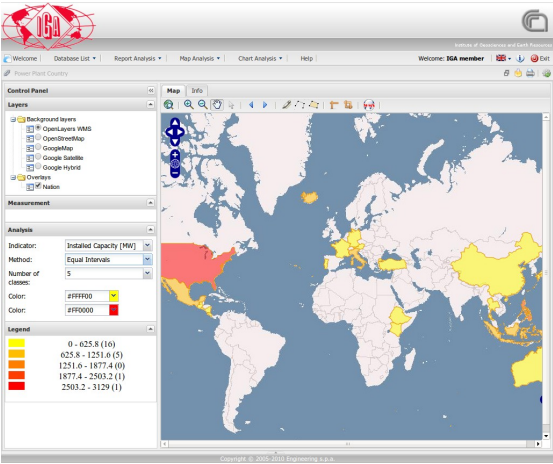 IGA
Institute of Geosciences and Earth Resources
Welcome Database List Report Analysis Map Analysis Chart Analysis Help Welcome: IGA member Exit
Power Plant Country
Control Panel
Map Info
Layers
Background layers
OpenLayers WMS
OpenStreetMap
GoogleMap
Google Satellite
Google Hybrid
Overlays
Nation
Measurement
Analysis
Indicator: Installed Capacity [MW]
Method: Equal Intervals
Number of classes: 5
Color: #FFFF00
Color: #FF0000
Legend
0 - 625.8 (16)
625.8 - 1251.6 (5)
1251.6 - 1877.4 (0)
1877.4 - 2503.2 (1)
2503.2 - 3129 (1)
Copyright © 2005-2010 Engineering s.p.a.